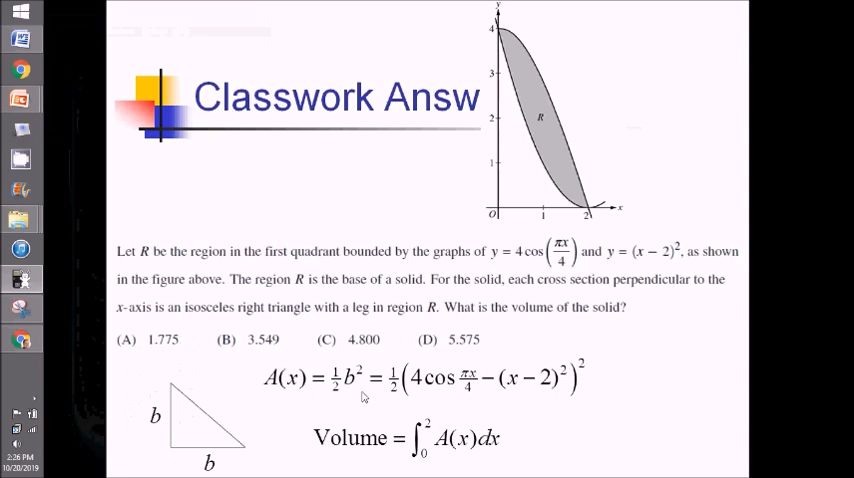 Classwork Answ
y
4
3
2
1
R
O
1
2
x
Let R be the region in the first quadrant bounded by the graphs of y = 4 cos(πx/4) and y = (x − 2)², as shown
in the figure above. The region R is the base of a solid. For the solid, each cross section perpendicular to the
x-axis is an isosceles right triangle with a leg in region R. What is the volume of the solid?
(A) 1.775 (B) 3.549 (C) 4.800 (D) 5.575
A(x) = ½b² = ½(4cos πx/4 − (x − 2)²)²
b
b
Volume = ∫₀² A(x)dx
2:26 PM
10/20/2019